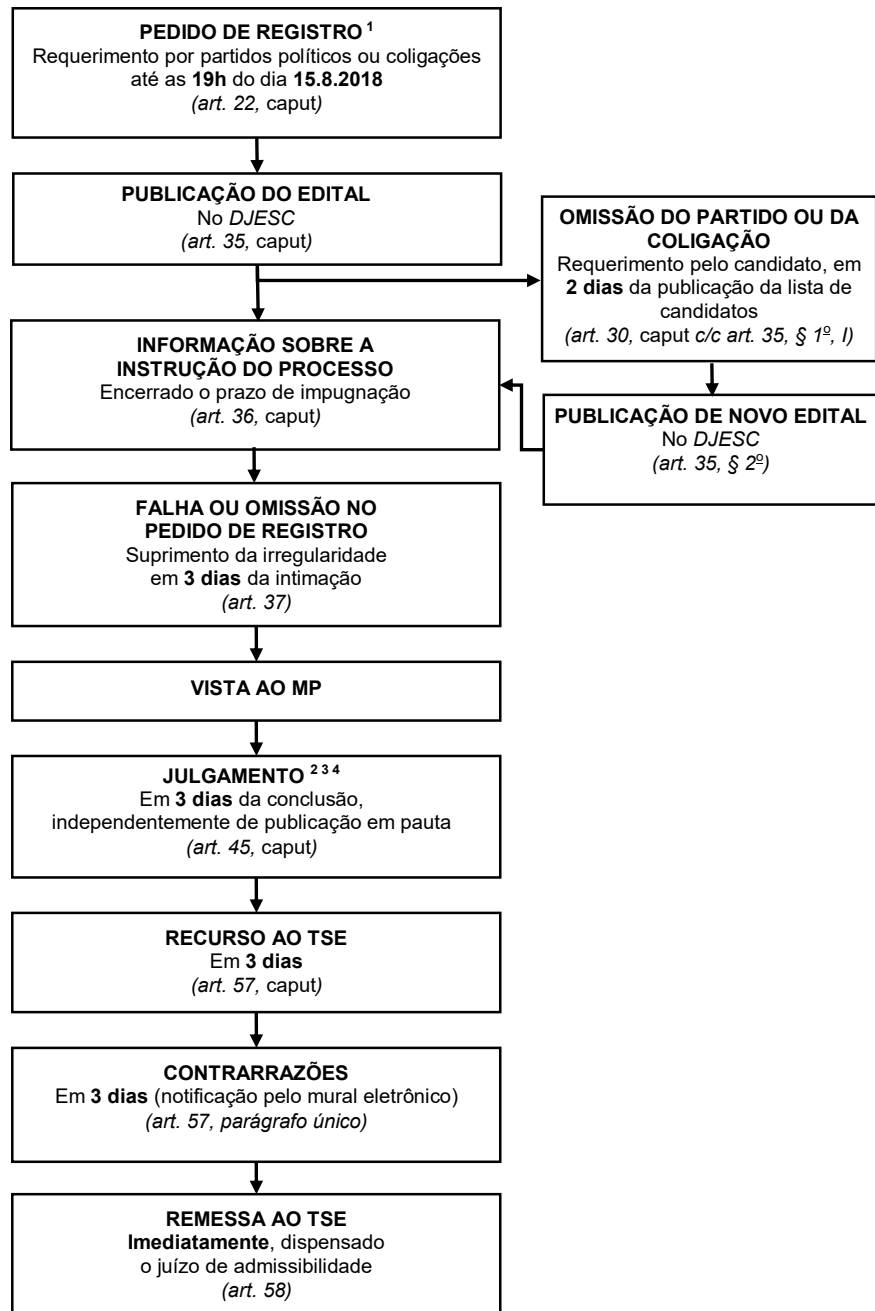 PEDIDO DE REGISTRO ¹
Requerimento por partidos políticos ou coligações
até as 19h do dia 15.8.2018
(art. 22, caput)
PUBLICAÇÃO DO EDITAL
No DJESC
(art. 35, caput)
OMISSÃO DO PARTIDO OU DA
COLIGAÇÃO
Requerimento pelo candidato, em
2 dias da publicação da lista de
candidatos
(art. 30, caput c/c art. 35, § 1º, I)
PUBLICAÇÃO DE NOVO EDITAL
No DJESC
(art. 35, § 2º)
INFORMAÇÃO SOBRE A
INSTRUÇÃO DO PROCESSO
Encerrado o prazo de impugnação
(art. 36, caput)
FALHA OU OMISSÃO NO
PEDIDO DE REGISTRO
Suprimento da irregularidade
em 3 dias da intimação
(art. 37)
VISTA AO MP
JULGAMENTO ² ³ ⁴
Em 3 dias da conclusão,
independentemente de publicação em pauta
(art. 45, caput)
RECURSO AO TSE
Em 3 dias
(art. 57, caput)
CONTRARRAZÕES
Em 3 dias (notificação pelo mural eletrônico)
(art. 57, parágrafo único)
REMESSA AO TSE
Imediatamente, dispensado
o juízo de admissibilidade
(art. 58)